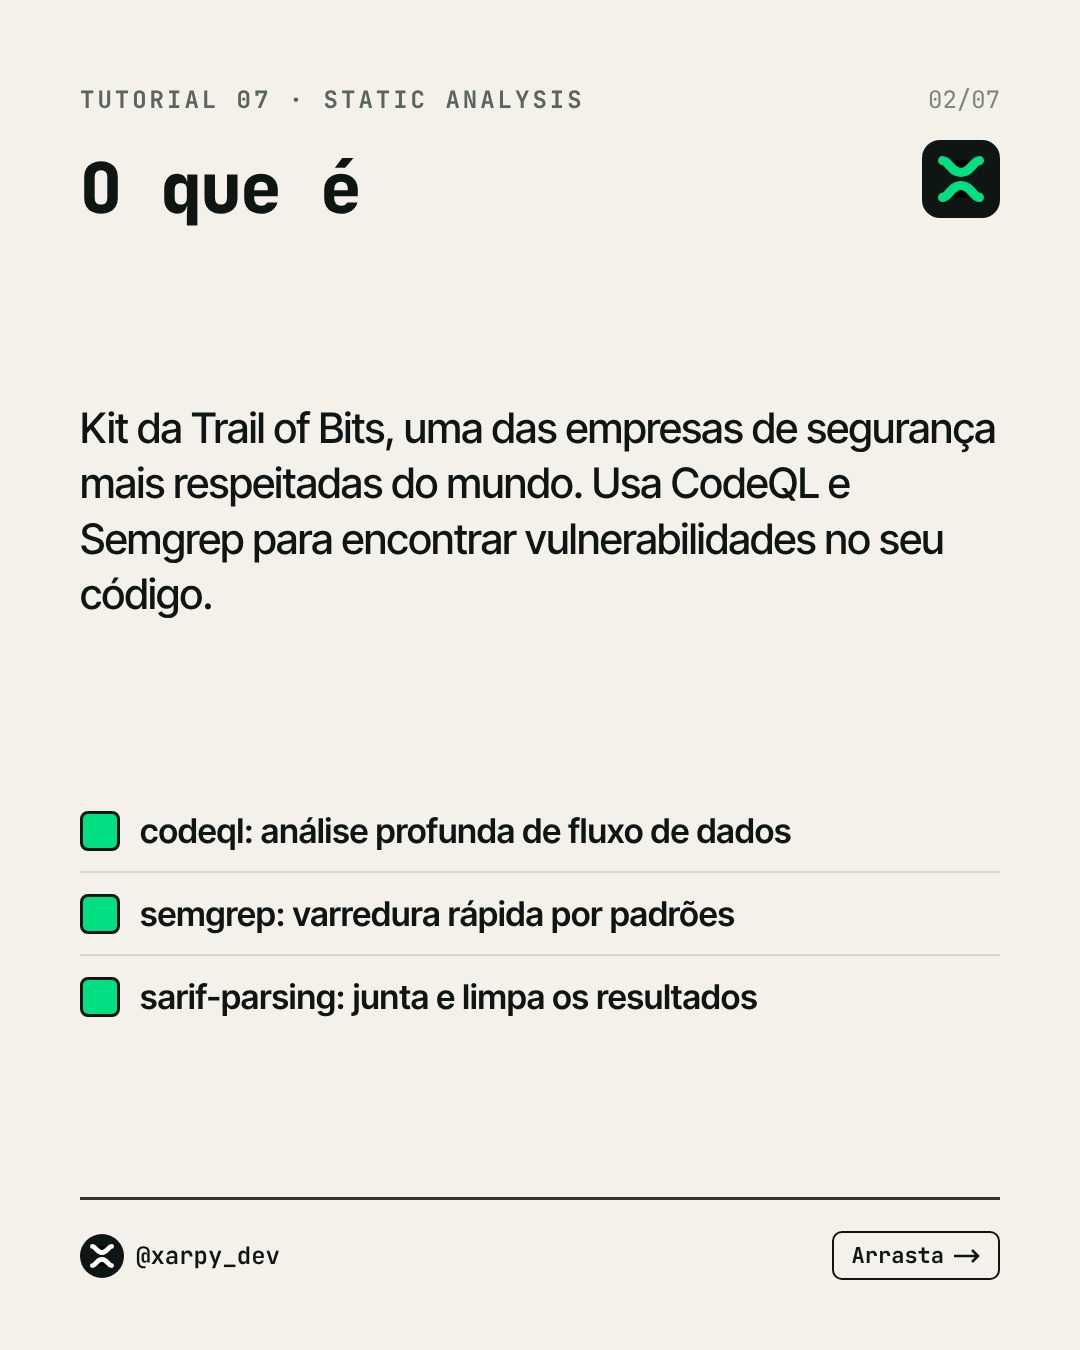 TUTORIAL 07 · STATIC ANALYSIS
02/07
O que é
Kit da Trail of Bits, uma das empresas de segurança
mais respeitadas do mundo. Usa CodeQL e
Semgrep para encontrar vulnerabilidades no seu
código.
codeql: análise profunda de fluxo de dados
semgrep: varredura rápida por padrões
sarif-parsing: junta e limpa os resultados
@xarpy_dev
Arrasta →